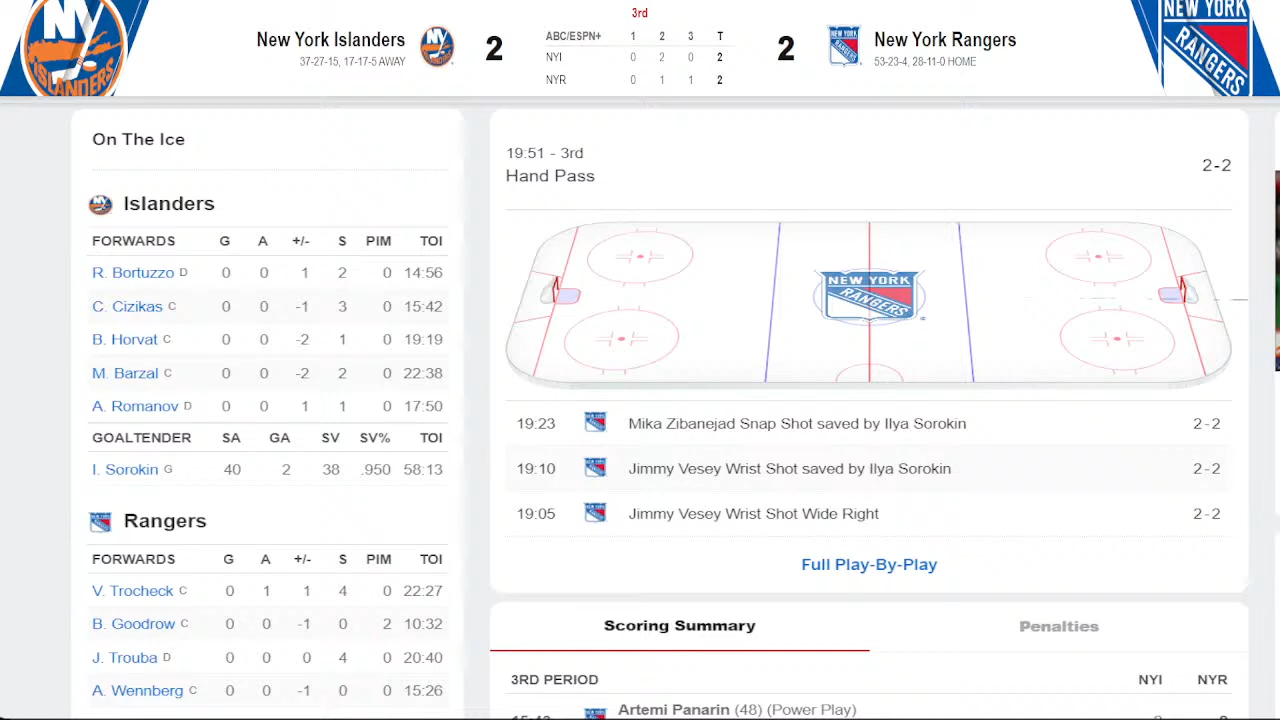 3rd
New York Islanders
37-27-15, 17-17-5 AWAY
2
ABC/ESPN+ 1 2 3 T
NYI 0 2 0 2
NYR 0 1 1 2
2
New York Rangers
53-23-4, 28-11-0 HOME
NY
ISLANDERS
NEW YORK
RANGERS
On The Ice
Islanders
FORWARDS G A +/- S PIM TOI
R. Bortuzzo D 0 0 1 2 0 14:56
C. Cizikas C 0 0 -1 3 0 15:42
B. Horvat C 0 0 -2 1 0 19:19
M. Barzal C 0 0 -2 2 0 22:38
A. Romanov D 0 0 1 1 0 17:50
GOALTENDER SA GA SV SV% TOI
I. Sorokin G 40 2 38 .950 58:13
Rangers
FORWARDS G A +/- S PIM TOI
V. Trocheck C 0 1 1 4 0 22:27
B. Goodrow C 0 0 -1 0 2 10:32
J. Trouba D 0 0 0 4 0 20:40
A. Wennberg C 0 0 -1 0 0 15:26
19:51 - 3rd
Hand Pass
2-2
NEW YORK
RANGERS
19:23 Mika Zibanejad Snap Shot saved by Ilya Sorokin 2-2
19:10 Jimmy Vesey Wrist Shot saved by Ilya Sorokin 2-2
19:05 Jimmy Vesey Wrist Shot Wide Right 2-2
Full Play-By-Play
Scoring Summary Penalties
3RD PERIOD NYI NYR
Artemi Panarin (48) (Power Play)